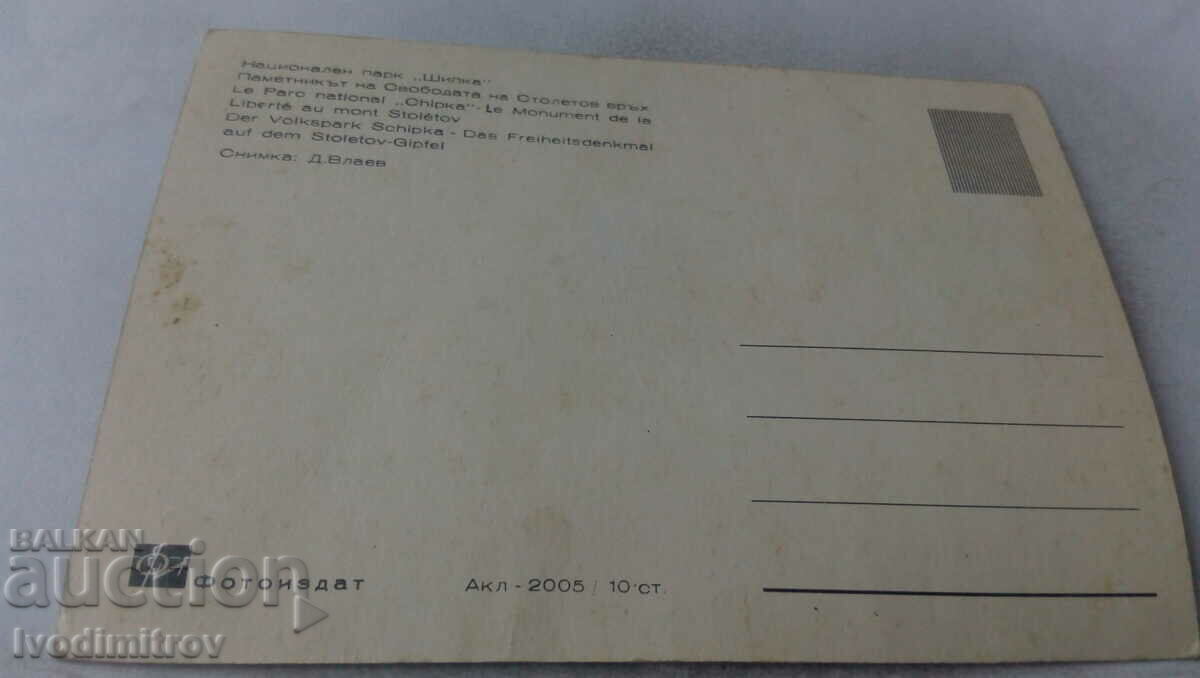 Национален парк „Шипка"
Паметникът на Свободата на Столетов връх
Le Parc national „Chipka" - Le Monument de la
Liberté au mont Stolétov
Der Volkspark Schipka - Das Freiheitsdenkmal
auf dem Stoletov-Gipfel
Снимка: Д. Влаев
Фотоиздат
Акл - 2005 / 10 ст.
BALKAN
auction
Ivodimitrov